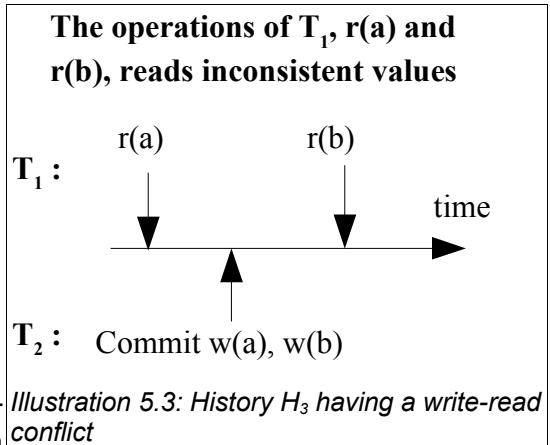 The operations of T₁, r(a) and
r(b), reads inconsistent values
r(a) r(b)
T₁ :
time
T₂ : Commit w(a), w(b)
Illustration 5.3: History H₃ having a write-read
conflict